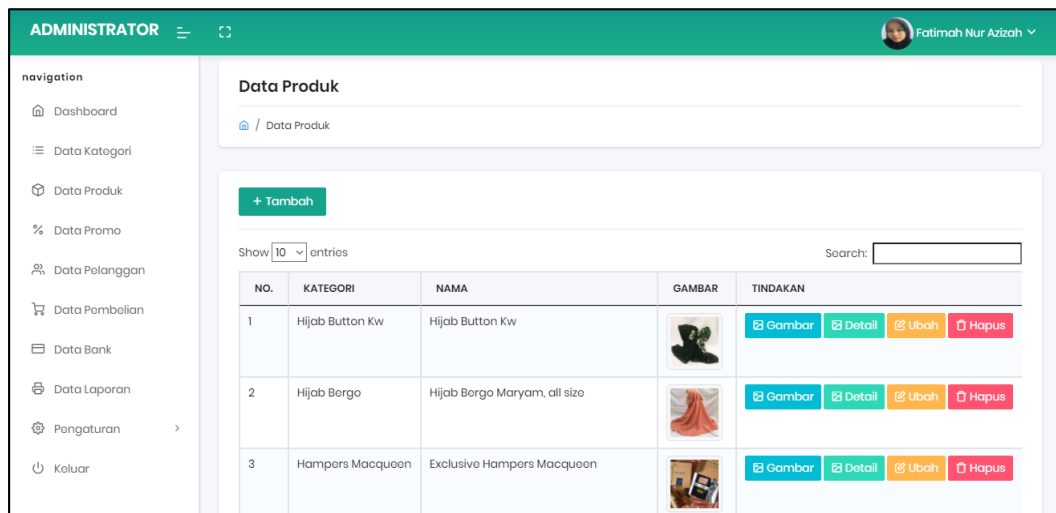 ADMINISTRATOR Fatimah Nur Azizah
navigation
Dashboard
Data Kategori
Data Produk
Data Promo
Data Pelanggan
Data Pembelian
Data Bank
Data Laporan
Pengaturan
Keluar
Data Produk
/ Data Produk
+ Tambah
Show 10 entries Search:
NO. KATEGORI NAMA GAMBAR TINDAKAN
1 Hijab Button Kw Hijab Button Kw Gambar Detail Ubah Hapus
2 Hijab Bergo Hijab Bergo Maryam, all size Gambar Detail Ubah Hapus
3 Hampers Macqueen Exclusive Hampers Macqueen Gambar Detail Ubah Hapus